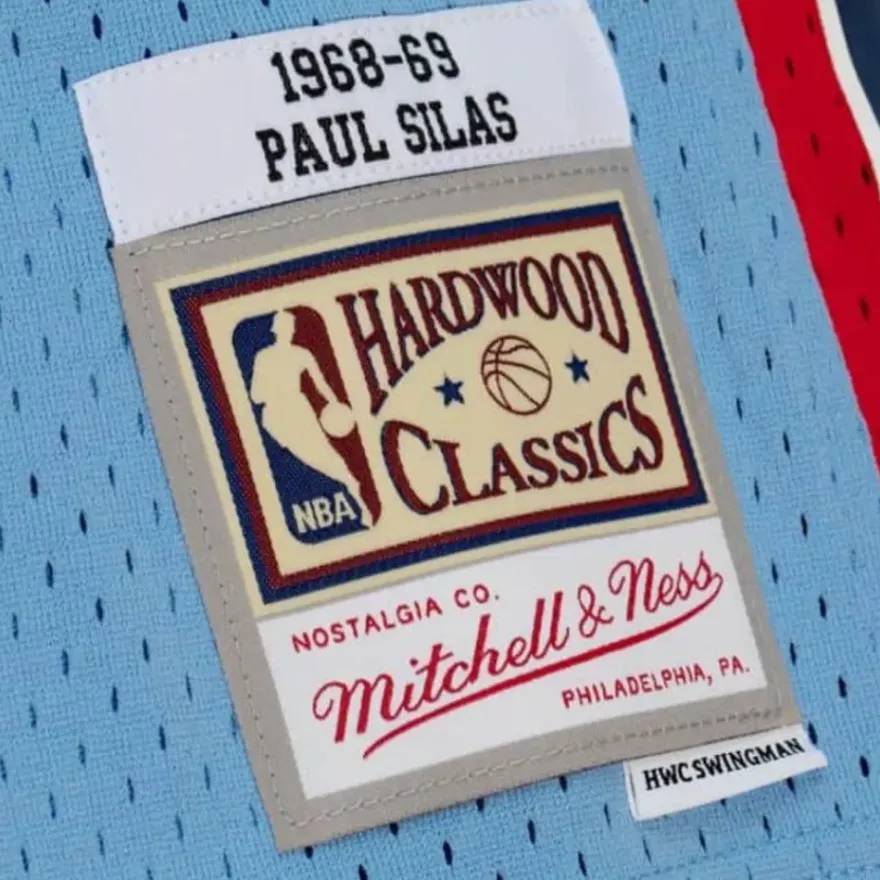 1968-69
PAUL SILAS
HARDWOOD
CLASSICS
NBA
NOSTALGIA CO.
Mitchell & Ness
PHILADELPHIA, PA.
HWC SWINGMAN